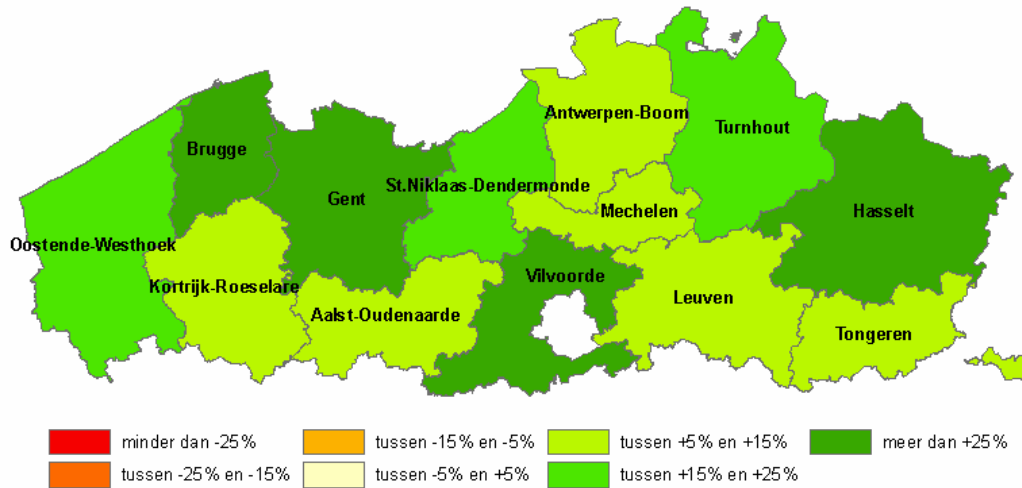 Antwerpen-Boom
Turnhout
Brugge
St.Niklaas-Dendermonde
Gent
Mechelen
Hasselt
Oostende-Westhoek
Vilvoorde
Kortrijk-Roeselare
Leuven
Aalst-Oudenaarde
Tongeren
minder dan -25%
tussen -15% en -5%
tussen +5% en +15%
meer dan +25%
tussen -25% en -15%
tussen -5% en +5%
tussen +15% en +25%